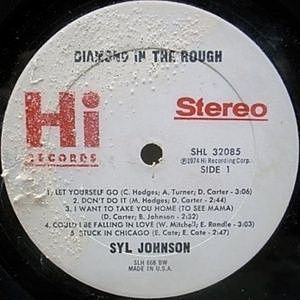 DIAMOND IN THE ROUGH
Hi
RECORDS
Stereo
SHL 32085
℗1974 Hi Recording Corp.
SIDE 1
1. LET YOURSELF GO (C. Hodges; A. Turner; D. Carter - 3:06)
2. DON'T DO IT (M. Hodges; D. Carter - 2:32)
3. I WANT TO TAKE YOU HOME (TO SEE MAMA)
(D. Carter; B. Johnson - 2:32)
4. COULD I BE FALLING IN LOVE (W. Mitchell; E. Randle - 3:03)
5. STUCK IN CHICAGO (E. Cate; E. Cate - 2:47)
SYL JOHNSON
SLH 668 BW
MADE IN U.S.A.